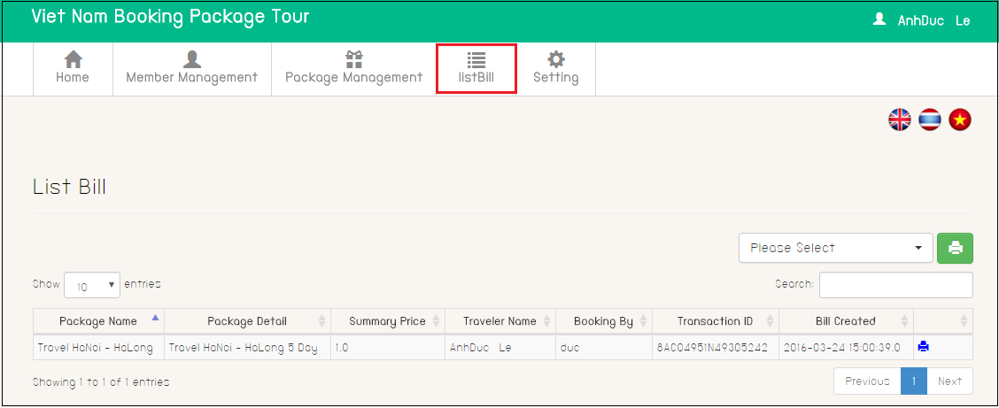 Viet Nam Booking Package Tour
AnhDuc Le
Home Member Management Package Management listBill Setting
List Bill
Please Select
Show 10 entries Search:
Package Name Package Detail Summary Price Traveler Name Booking By Transaction ID Bill Created
Travel HaNoi - HaLong Travel HaNoi - HaLong 5 Day 1.0 AnhDuc Le duc 8AC04951N49305242 2016-03-24 15:00:39.0
Showing 1 to 1 of 1 entries
Previous 1 Next